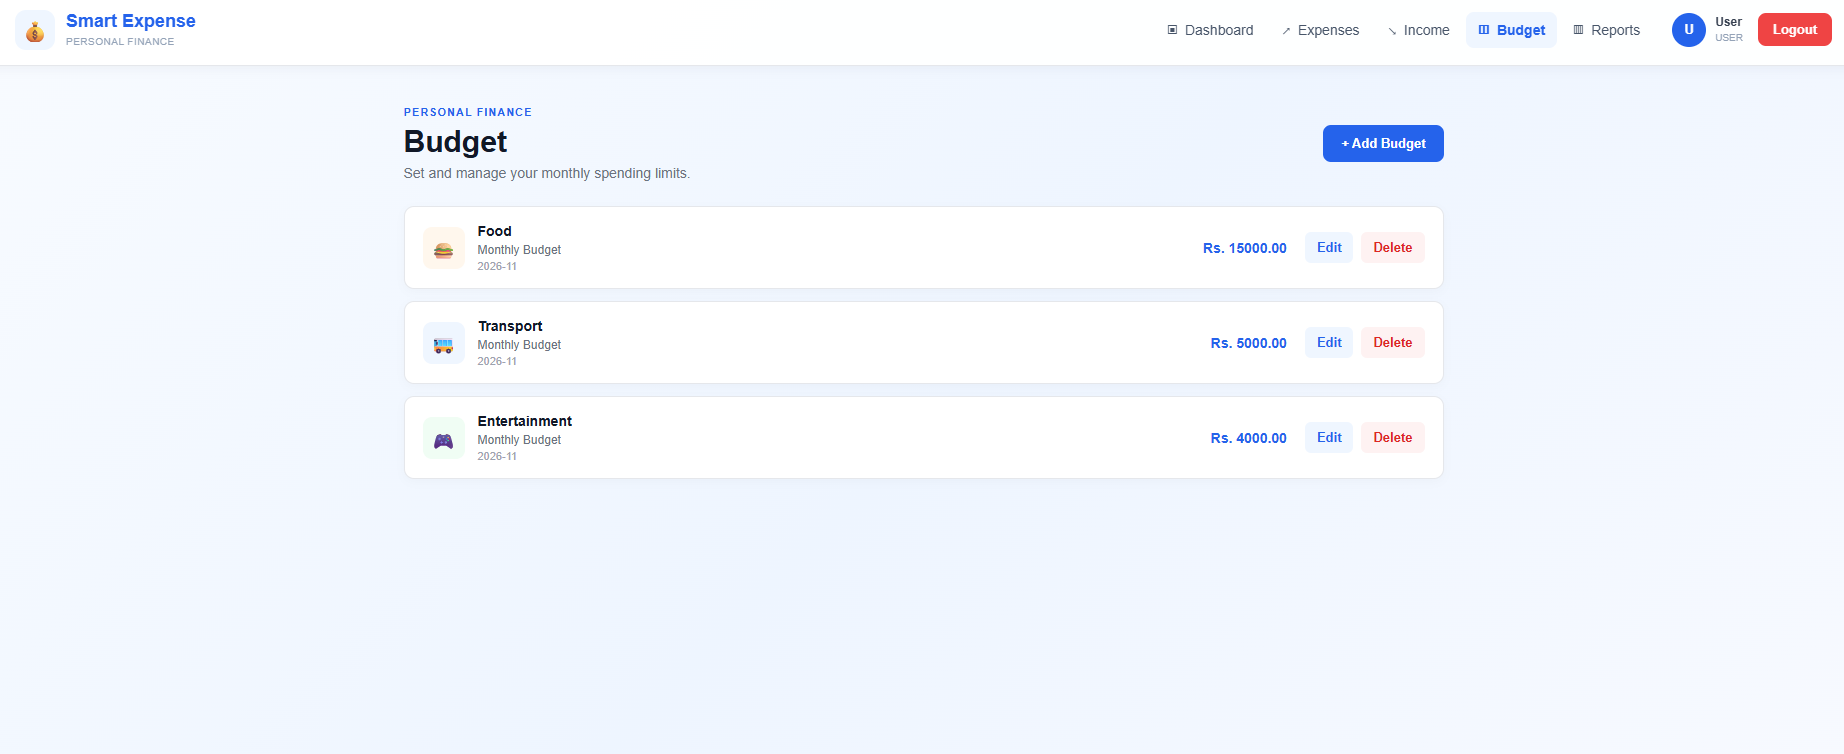 Smart Expense
PERSONAL FINANCE
Dashboard
Expenses
Income
Budget
Reports
U
User
USER
Logout
PERSONAL FINANCE
Budget
Set and manage your monthly spending limits.
+ Add Budget
Food
Monthly Budget
2026-11
Rs. 15000.00
Edit
Delete
Transport
Monthly Budget
2026-11
Rs. 5000.00
Edit
Delete
Entertainment
Monthly Budget
2026-11
Rs. 4000.00
Edit
Delete